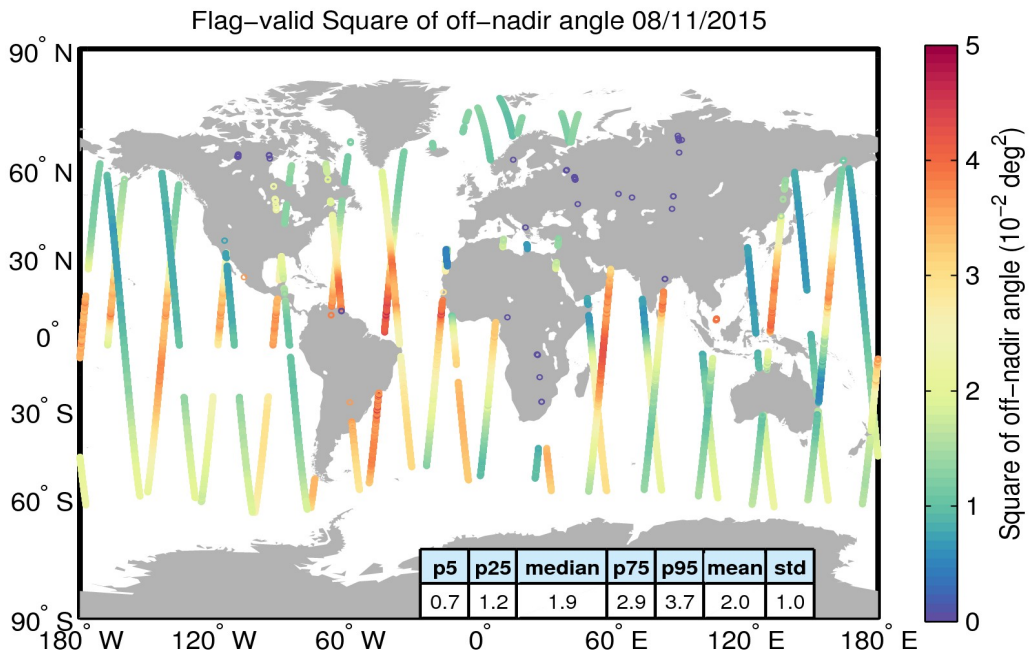 Flag−valid Square of off−nadir angle 08/11/2015
90° N
60° N
30° N
0°
30° S
60° S
90° S
180° W
120° W
60° W
0°
60° E
120° E
180° E
p5 p25 median p75 p95 mean std
0.7 1.2 1.9 2.9 3.7 2.0 1.0
5
4
3
2
1
0
Square of off−nadir angle (10⁻² deg²)